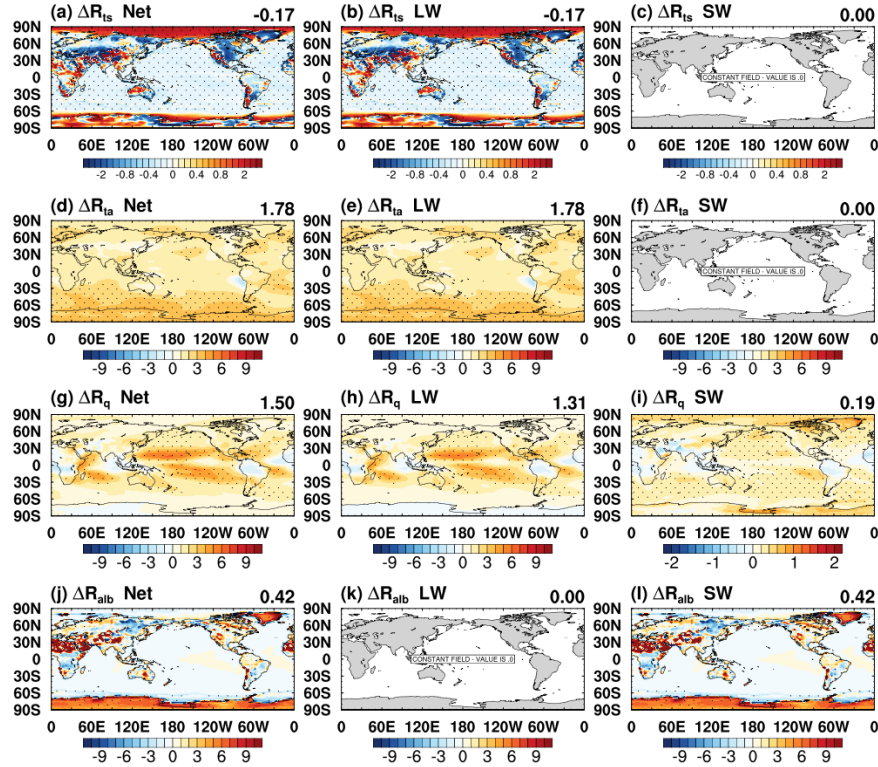 (a) ΔRts Net -0.17 (b) ΔRts LW -0.17 (c) ΔRts SW 0.00
90N 90N 90N
60N 60N 60N
30N 30N 30N
0 0 CONSTANT FIELD - VALUE IS .0 0
30S 30S 30S
60S 60S 60S
90S 90S 90S
0 60E 120E 180 120W 60W 0 0 60E 120E 180 120W 60W 0 0 60E 120E 180 120W 60W 0
-2 -0.8 -0.4 0 0.4 0.8 2 -2 -0.8 -0.4 0 0.4 0.8 2 -2 -0.8 -0.4 0 0.4 0.8 2
(d) ΔRta Net 1.78 (e) ΔRta LW 1.78 (f) ΔRta SW 0.00
90N 90N 90N
60N 60N 60N
30N 30N 30N
0 0 CONSTANT FIELD - VALUE IS .0 0
30S 30S 30S
60S 60S 60S
90S 90S 90S
0 60E 120E 180 120W 60W 0 0 60E 120E 180 120W 60W 0 0 60E 120E 180 120W 60W 0
-9 -6 -3 0 3 6 9 -9 -6 -3 0 3 6 9 -9 -6 -3 0 3 6 9
(g) ΔRq Net 1.50 (h) ΔRq LW 1.31 (i) ΔRq SW 0.19
90N 90N 90N
60N 60N 60N
30N 30N 30N
0 0 0
30S 30S 30S
60S 60S 60S
90S 90S 90S
0 60E 120E 180 120W 60W 0 0 60E 120E 180 120W 60W 0 0 60E 120E 180 120W 60W 0
-9 -6 -3 0 3 6 9 -9 -6 -3 0 3 6 9 -2 -1 0 1 2
(j) ΔRalb Net 0.42 (k) ΔRalb LW 0.00 (l) ΔRalb SW 0.42
90N 90N 90N
60N 60N 60N
30N 30N 30N
0 0 CONSTANT FIELD - VALUE IS .0 0
30S 30S 30S
60S 60S 60S
90S 90S 90S
0 60E 120E 180 120W 60W 0 0 60E 120E 180 120W 60W 0 0 60E 120E 180 120W 60W 0
-9 -6 -3 0 3 6 9 -9 -6 -3 0 3 6 9 -9 -6 -3 0 3 6 9